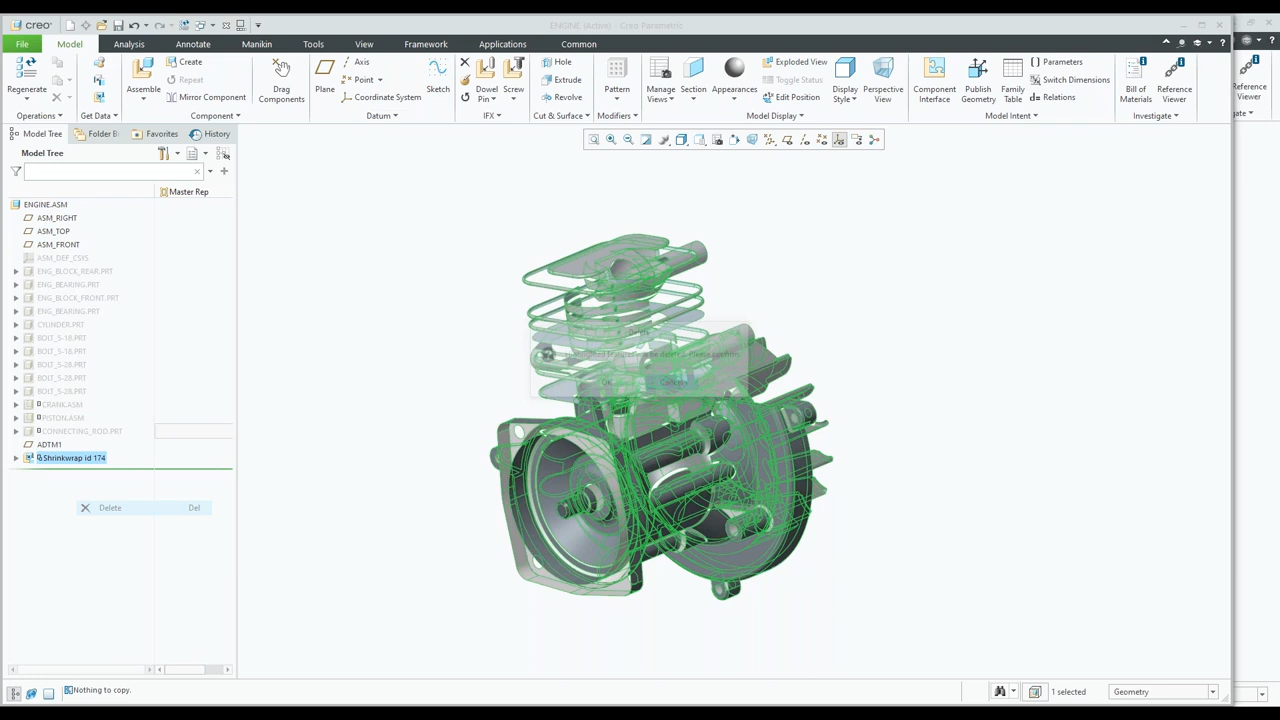 creo
ENGINE (Active) - Creo Parametric
File Model Analysis Annotate Manikin Tools View Framework Applications Common
Regenerate
Operations
Get Data
Assemble
Create
Repeat
Mirror Component
Drag Components
Component
Plane
Axis
Point
Coordinate System
Sketch
Datum
Dowel Pin
Screw
IFX
Hole
Extrude
Revolve
Cut & Surface
Pattern
Modifiers
Manage Views
Section
Appearances
Exploded View
Toggle Status
Edit Position
Display Style
Perspective View
Model Display
Component Interface
Publish Geometry
Family Table
Parameters
Switch Dimensions
Relations
Model Intent
Bill of Materials
Reference Viewer
Investigate
Reference Viewer
gate
Model Tree
Folder B
Favorites
History
Model Tree
Master Rep
ENGINE.ASM
ASM_RIGHT
ASM_TOP
ASM_FRONT
ASM_DEF_CSYS
ENG_BLOCK_REAR.PRT
ENG_BEARING.PRT
ENG_BLOCK_FRONT.PRT
ENG_BEARING.PRT
CYLINDER.PRT
BOLT_5-18.PRT
BOLT_5-18.PRT
BOLT_5-28.PRT
BOLT_5-28.PRT
BOLT_5-28.PRT
CRANK.ASM
PISTON.ASM
CONNECTING_ROD.PRT
ADTM1
Shrinkwrap id 174
Delete Del
Delete
OK Cancel
Nothing to copy.
1 selected
Geometry